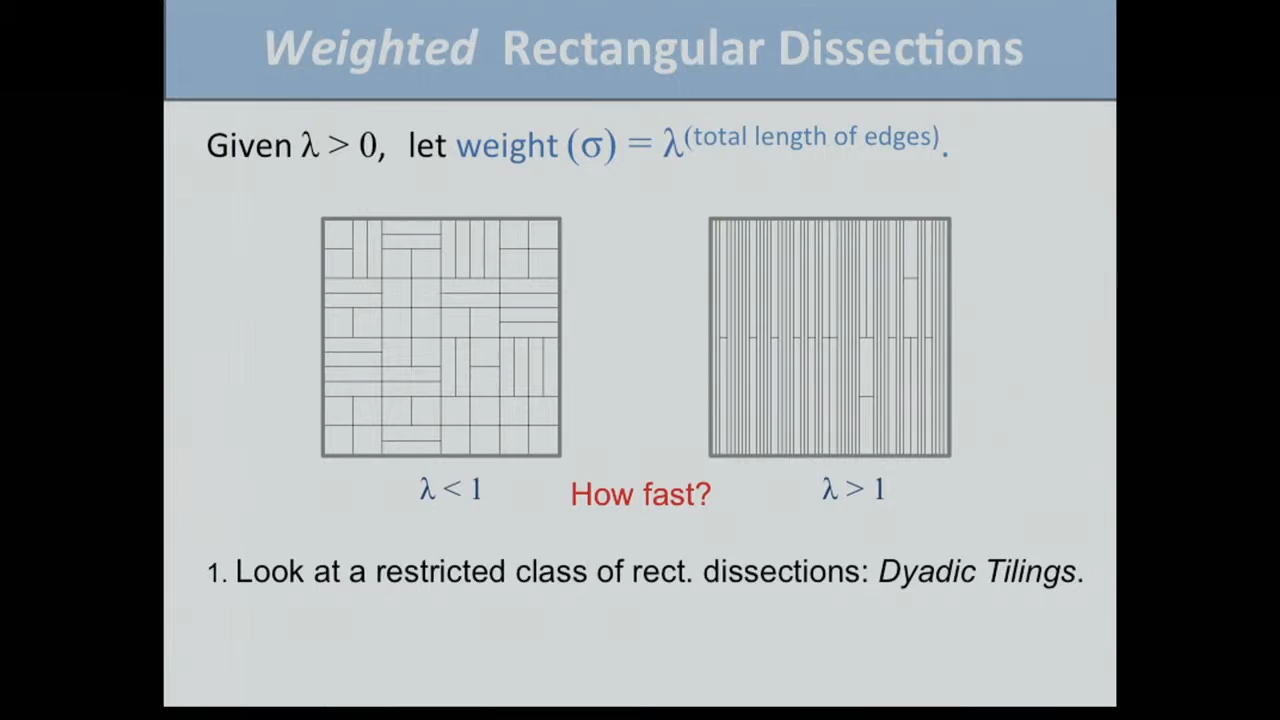 Weighted Rectangular Dissections
Given λ > 0, let weight (σ) = λ(total length of edges).
λ < 1
How fast?
λ > 1
1. Look at a restricted class of rect. dissections: Dyadic Tilings.